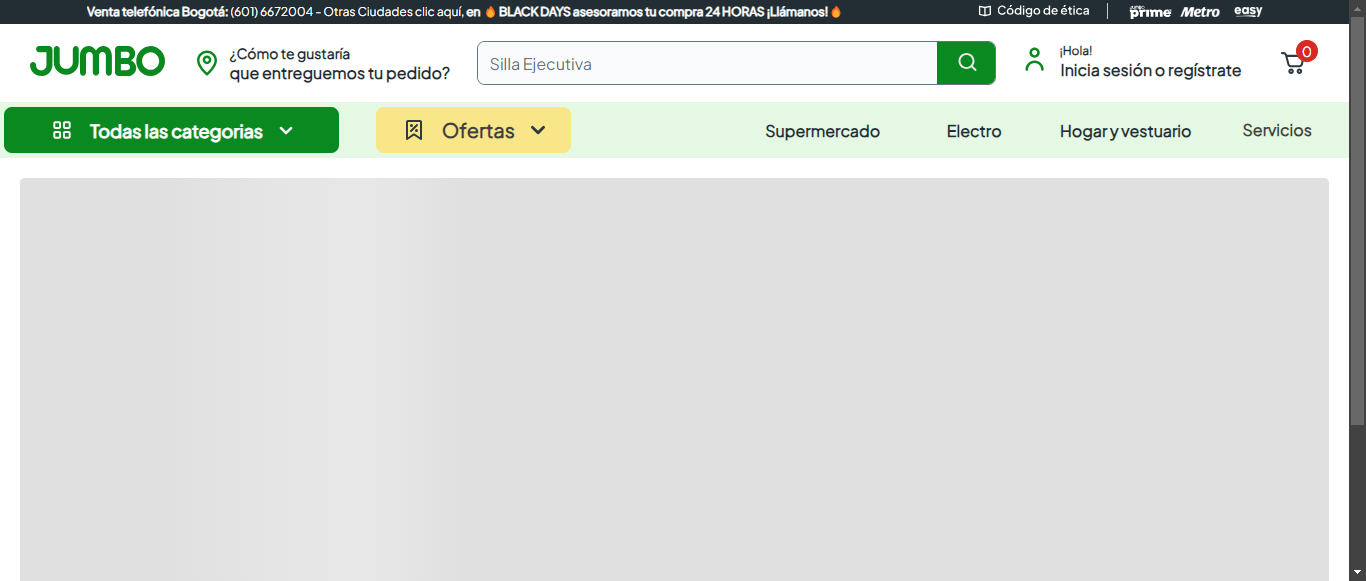 Venta telefónica Bogotá: (601) 6672004 - Otras Ciudades clic aquí, en 🔥 BLACK DAYS asesoramos tu compra 24 HORAS ¡Llámanos! 🔥
Código de ética
JUMBO prime
Metro
easy
JUMBO
¿Cómo te gustaría
que entreguemos tu pedido?
Silla Ejecutiva
¡Hola!
Inicia sesión o regístrate
0
Todas las categorias
Ofertas
Supermercado
Electro
Hogar y vestuario
Servicios